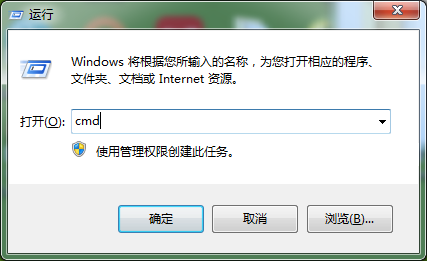 运行
Windows 将根据您所输入的名称，为您打开相应的程序、
文件夹、文档或 Internet 资源。
打开(O): cmd
使用管理权限创建此任务。
确定 取消 浏览(B)...